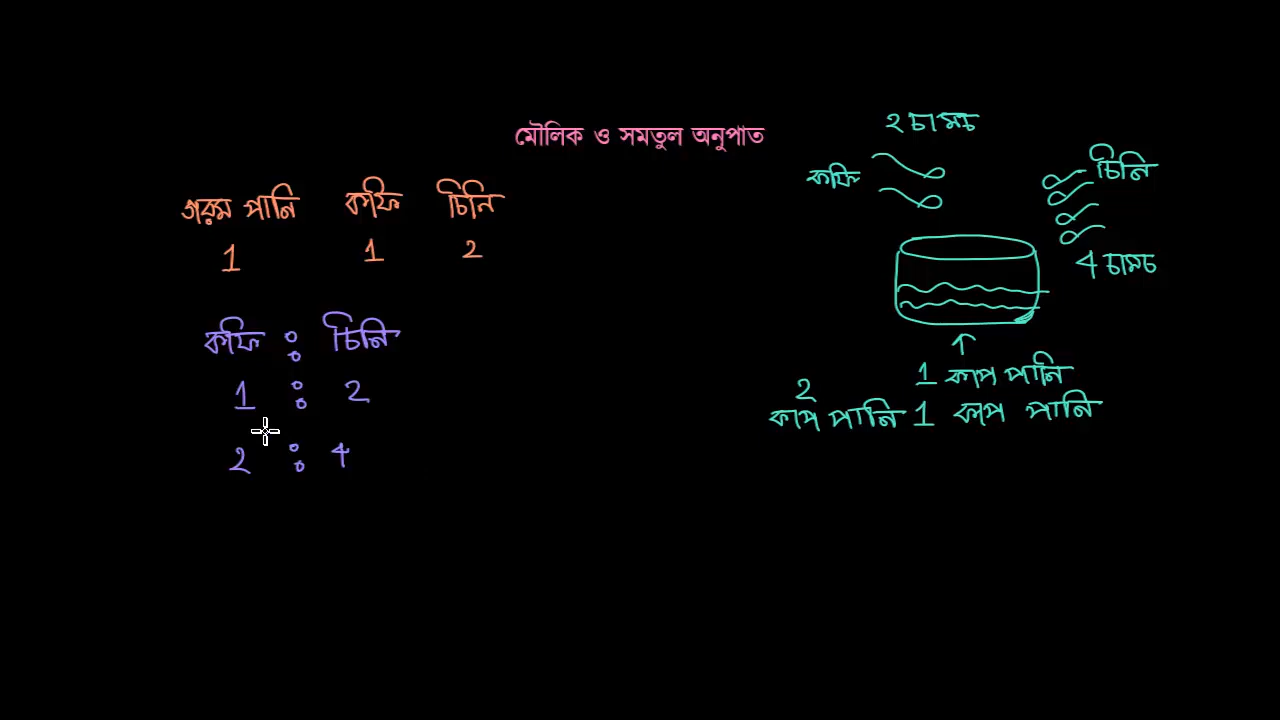 মৌলিক ও সমতুল অনুপাত
গরম পানি কফি চিনি
1 1 2
কফি : চিনি
1 : 2
2 : 4
2 চামচ
কফি
চিনি
4 চামচ
1 কাপ পানি
2
কাপ পানি 1 কাপ পানি